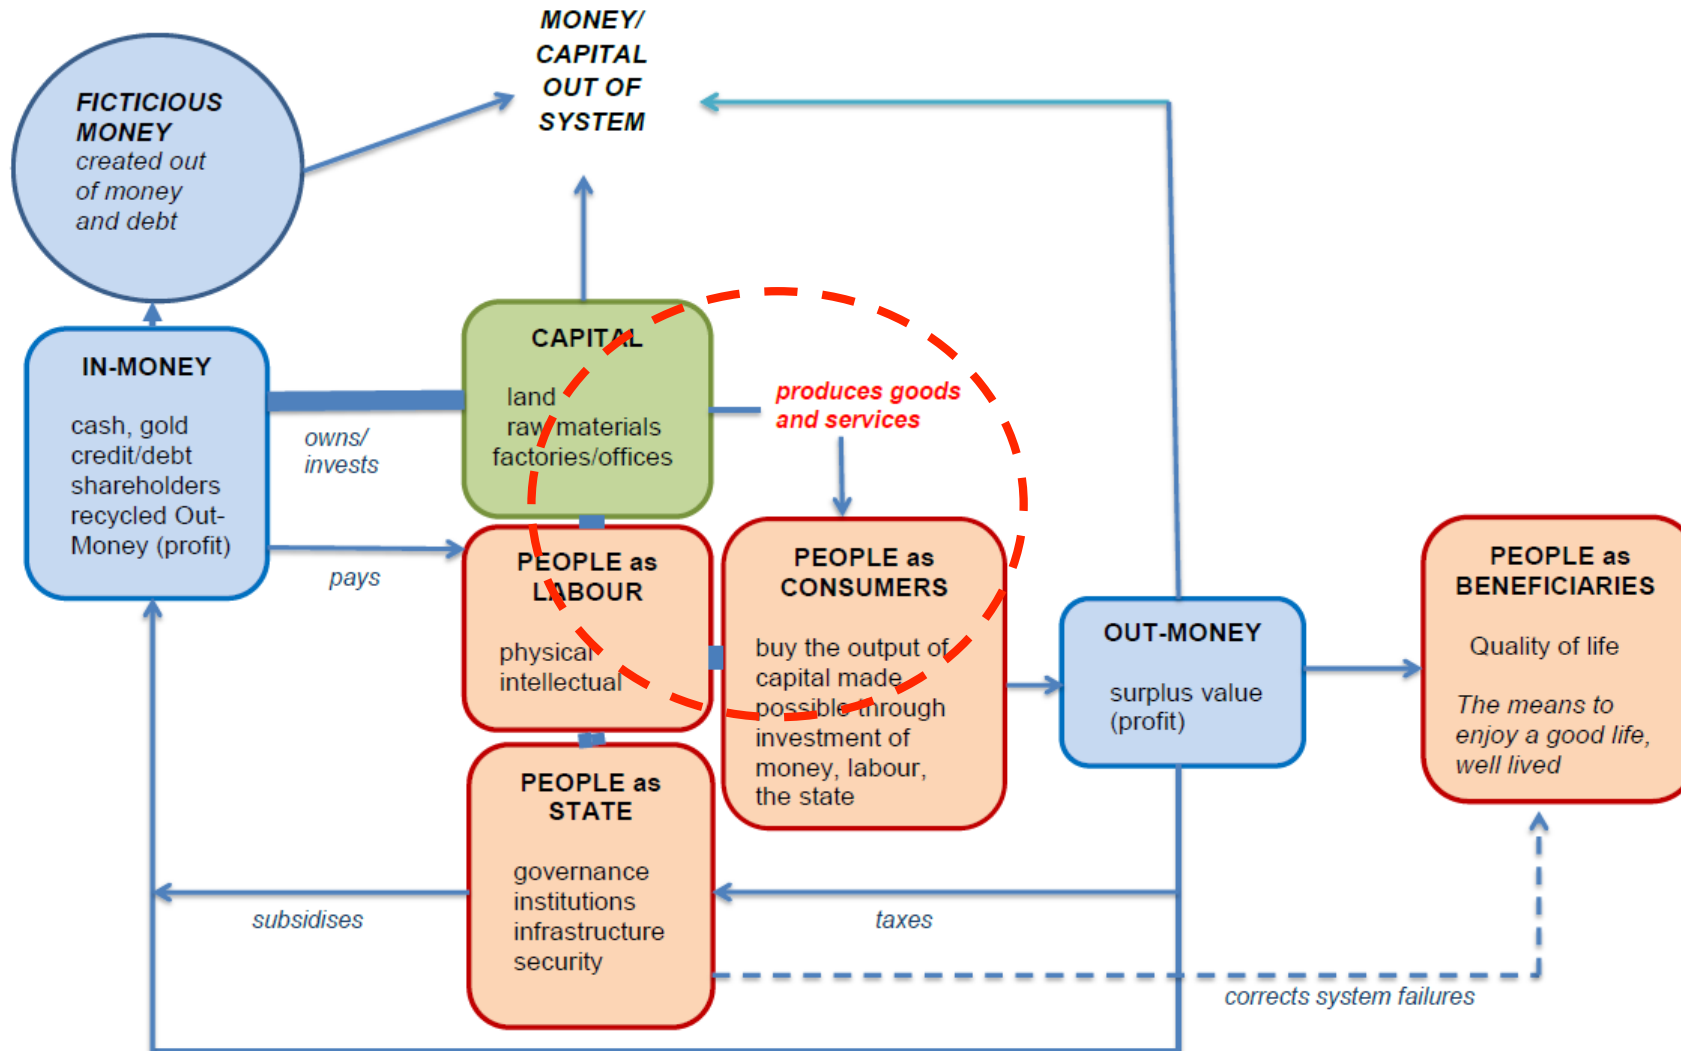 MONEY/
CAPITAL
OUT OF
SYSTEM
FICTICIOUS
MONEY
created out
of money
and debt
IN-MONEY
cash, gold
credit/debt
shareholders
recycled Out-
Money (profit)
owns/
invests
pays
CAPITAL
land
raw materials
factories/offices
produces goods
and services
PEOPLE as
LABOUR
physical
intellectual
PEOPLE as
CONSUMERS
buy the output of
capital made
possible through
investment of
money, labour,
the state
OUT-MONEY
surplus value
(profit)
PEOPLE as
BENEFICIARIES
Quality of life
The means to
enjoy a good life,
well lived
PEOPLE as
STATE
governance
institutions
infrastructure
security
subsidises
taxes
corrects system failures